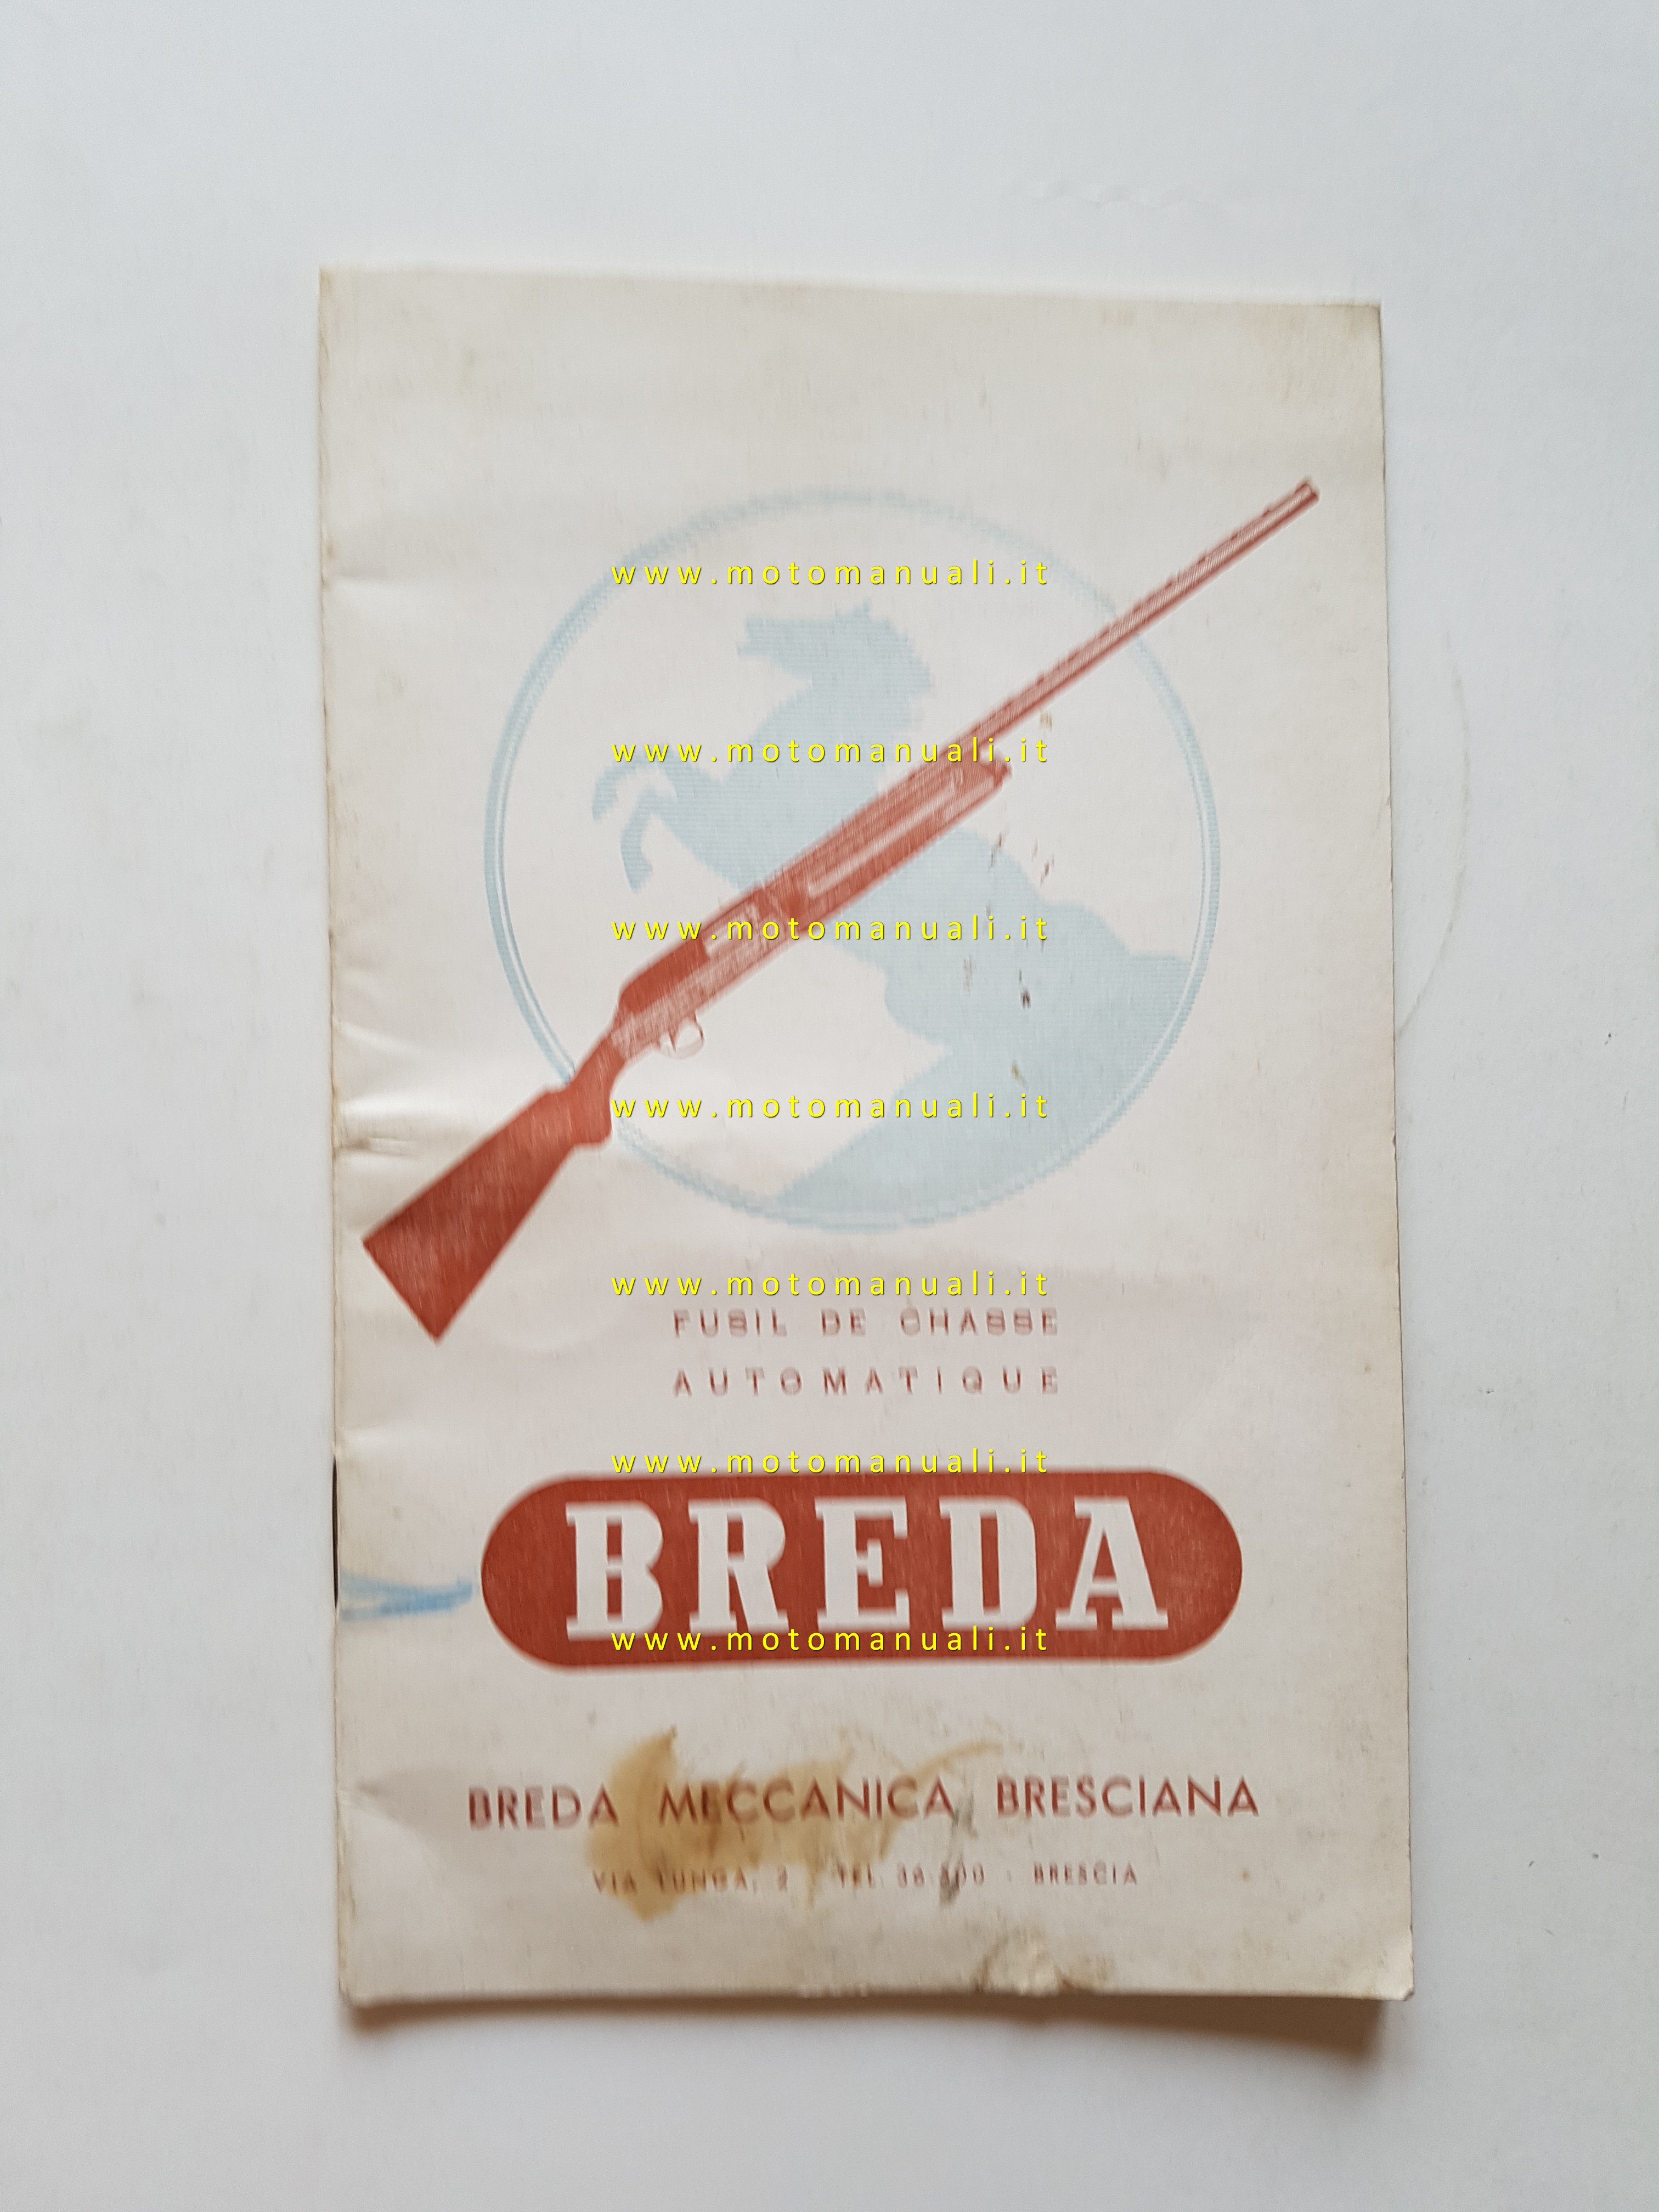 www.motomanuali.it
www.motomanuali.it
www.motomanuali.it
www.motomanuali.it
www.motomanuali.it
FUSIL DE CHASSE
AUTOMATIQUE
www.motomanuali.it
BREDA
www.motomanuali.it
BREDA MECCANICA BRESCIANA
VIA LUNGA, 2 - TEL. - BRESCIA